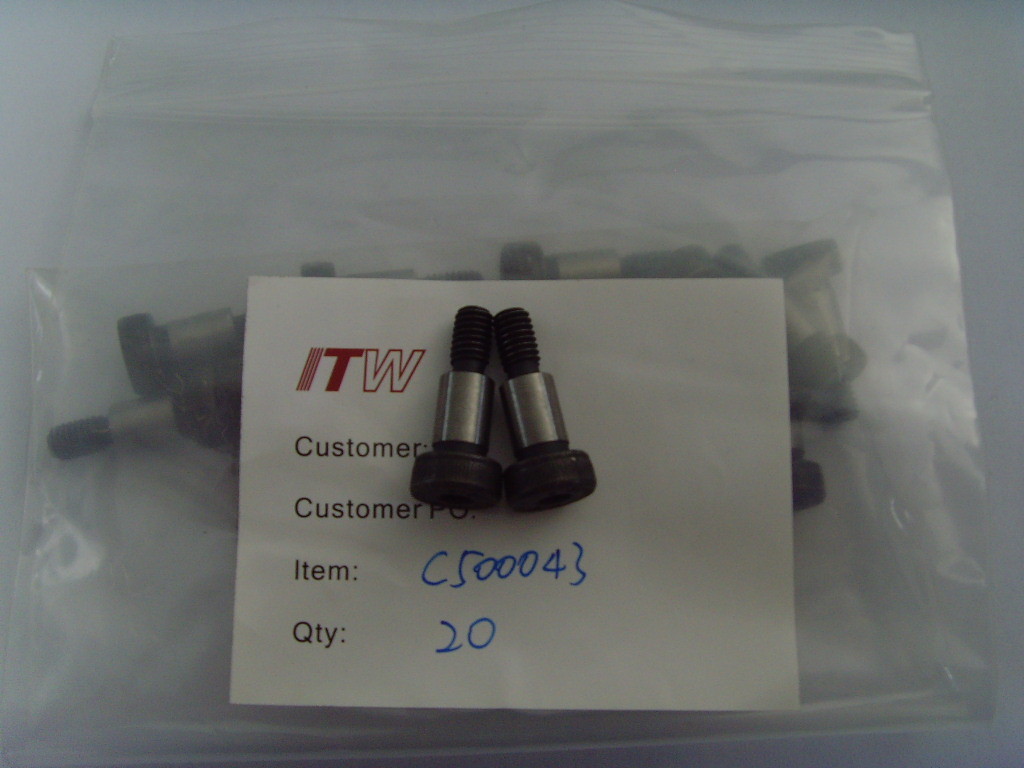 ITW
Customer:
Customer PO:
Item: C500043
Qty: 20